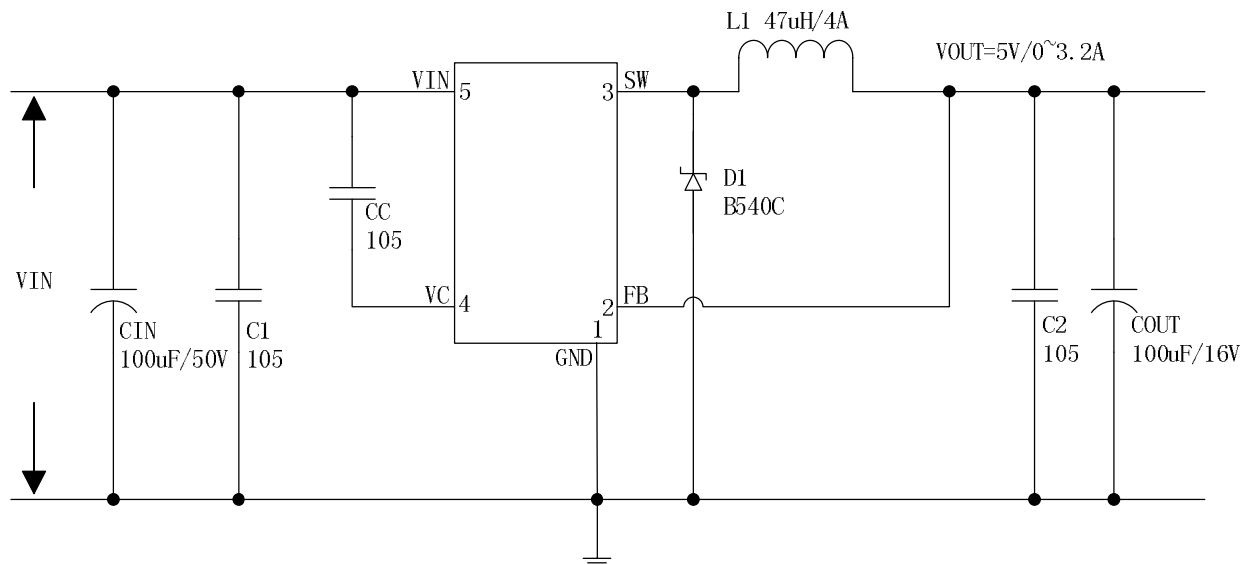 L1 47uH/4A
VOUT=5V/0~3.2A
VIN
5
3
SW
D1
B540C
CC
105
VIN
VC
4
2
FB
1
GND
CIN
100uF/50V
C1
105
C2
105
COUT
100uF/16V